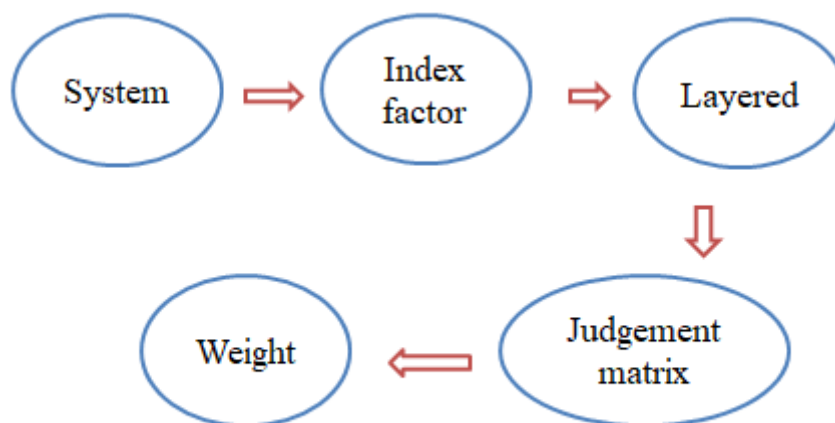 System
Index
factor
Layered
Judgement
matrix
Weight